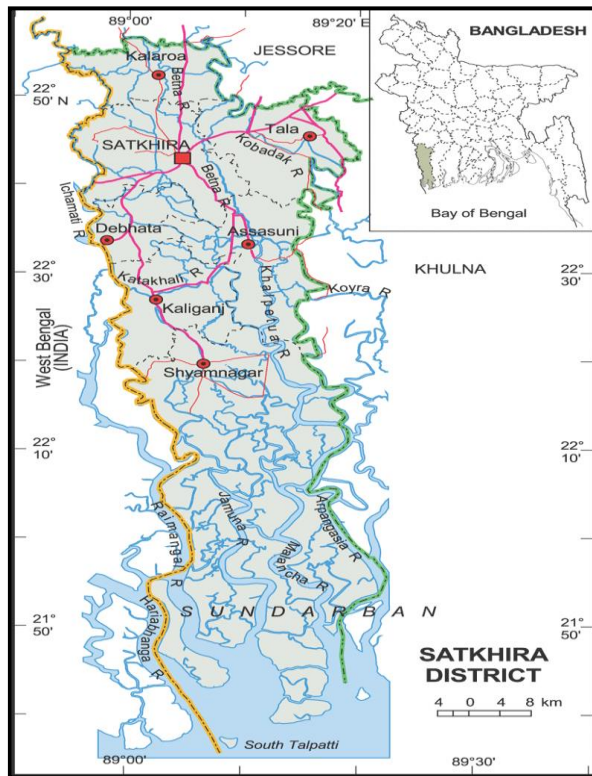 89°00'
89°20' E
JESSORE
BANGLADESH
Kalaroa
22°
50' N
Betna R
Tala
SATKHIRA
Kobadak R
Betna R
Bay of Bengal
Ichamati R
Debhata
Assasuni
22°
30'
KHULNA
22°
30'
Kharpetua R
Koyra R
Katakhali R
Kaliganj
West Bengal
(INDIA)
Shyamnagar
22°
10'
22°
10'
Raimangal R
Jamuna R
Malancha R
Arpangasia R
Hariabhanga R
SUNDARBAN
21°
50'
21°
50'
SATKHIRA
DISTRICT
4 0 4 8 km
South Talpatti
89°00'
89°30'